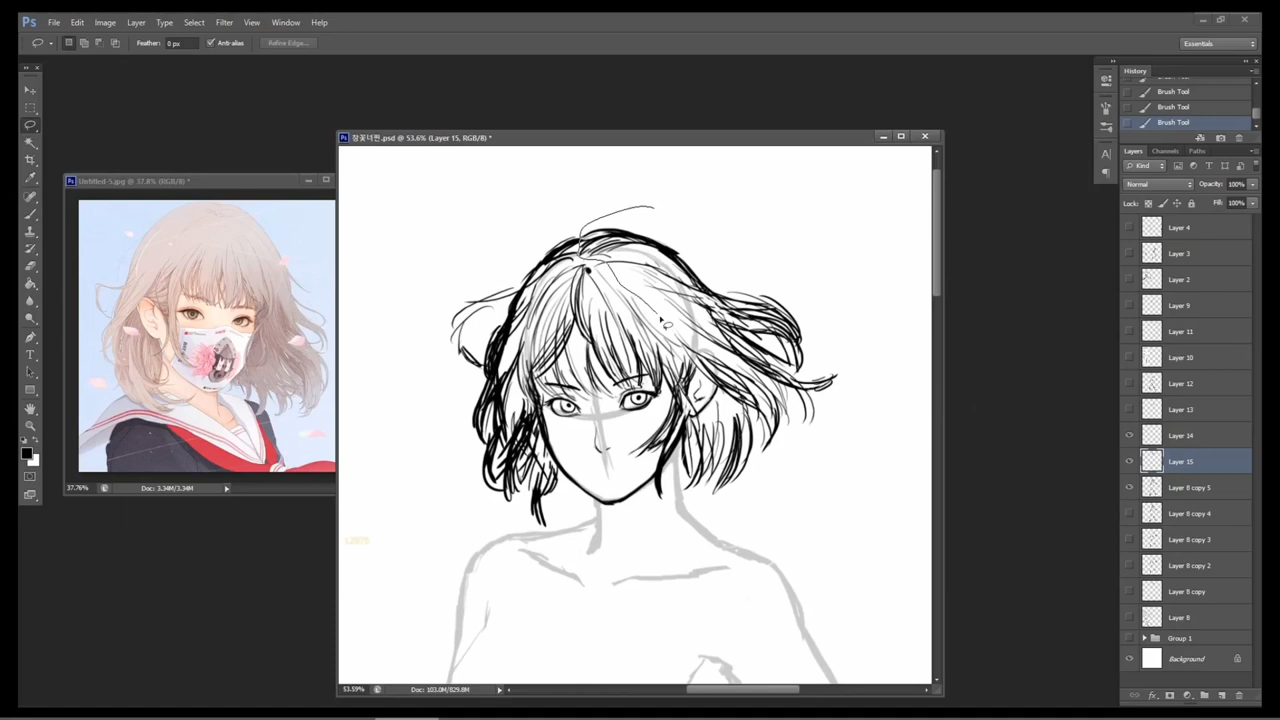 Ps File Edit Image Layer Type Select Filter View Window Help
Feather: 0 px Anti-alias Refine Edge... Essentials
History
Brush Tool
Brush Tool
Brush Tool
Untitled-5.jpg @ 37.8% (RGB/8) *
창꽃녀찐.psd @ 53.6% (Layer 15, RGB/8) *
Layers Channels Paths
Kind
Normal Opacity: 100%
Lock: Fill: 100%
Layer 4
Layer 3
Layer 2
Layer 9
Layer 11
Layer 10
Layer 12
Layer 13
Layer 14
Layer 15
Layer 8 copy 5
Layer 8 copy 4
Layer 8 copy 3
Layer 8 copy 2
Layer 8 copy
Layer 8
Group 1
Background
37.76% Doc: 3.34M/3.34M
53.59% Doc: 103.0M/829.8M